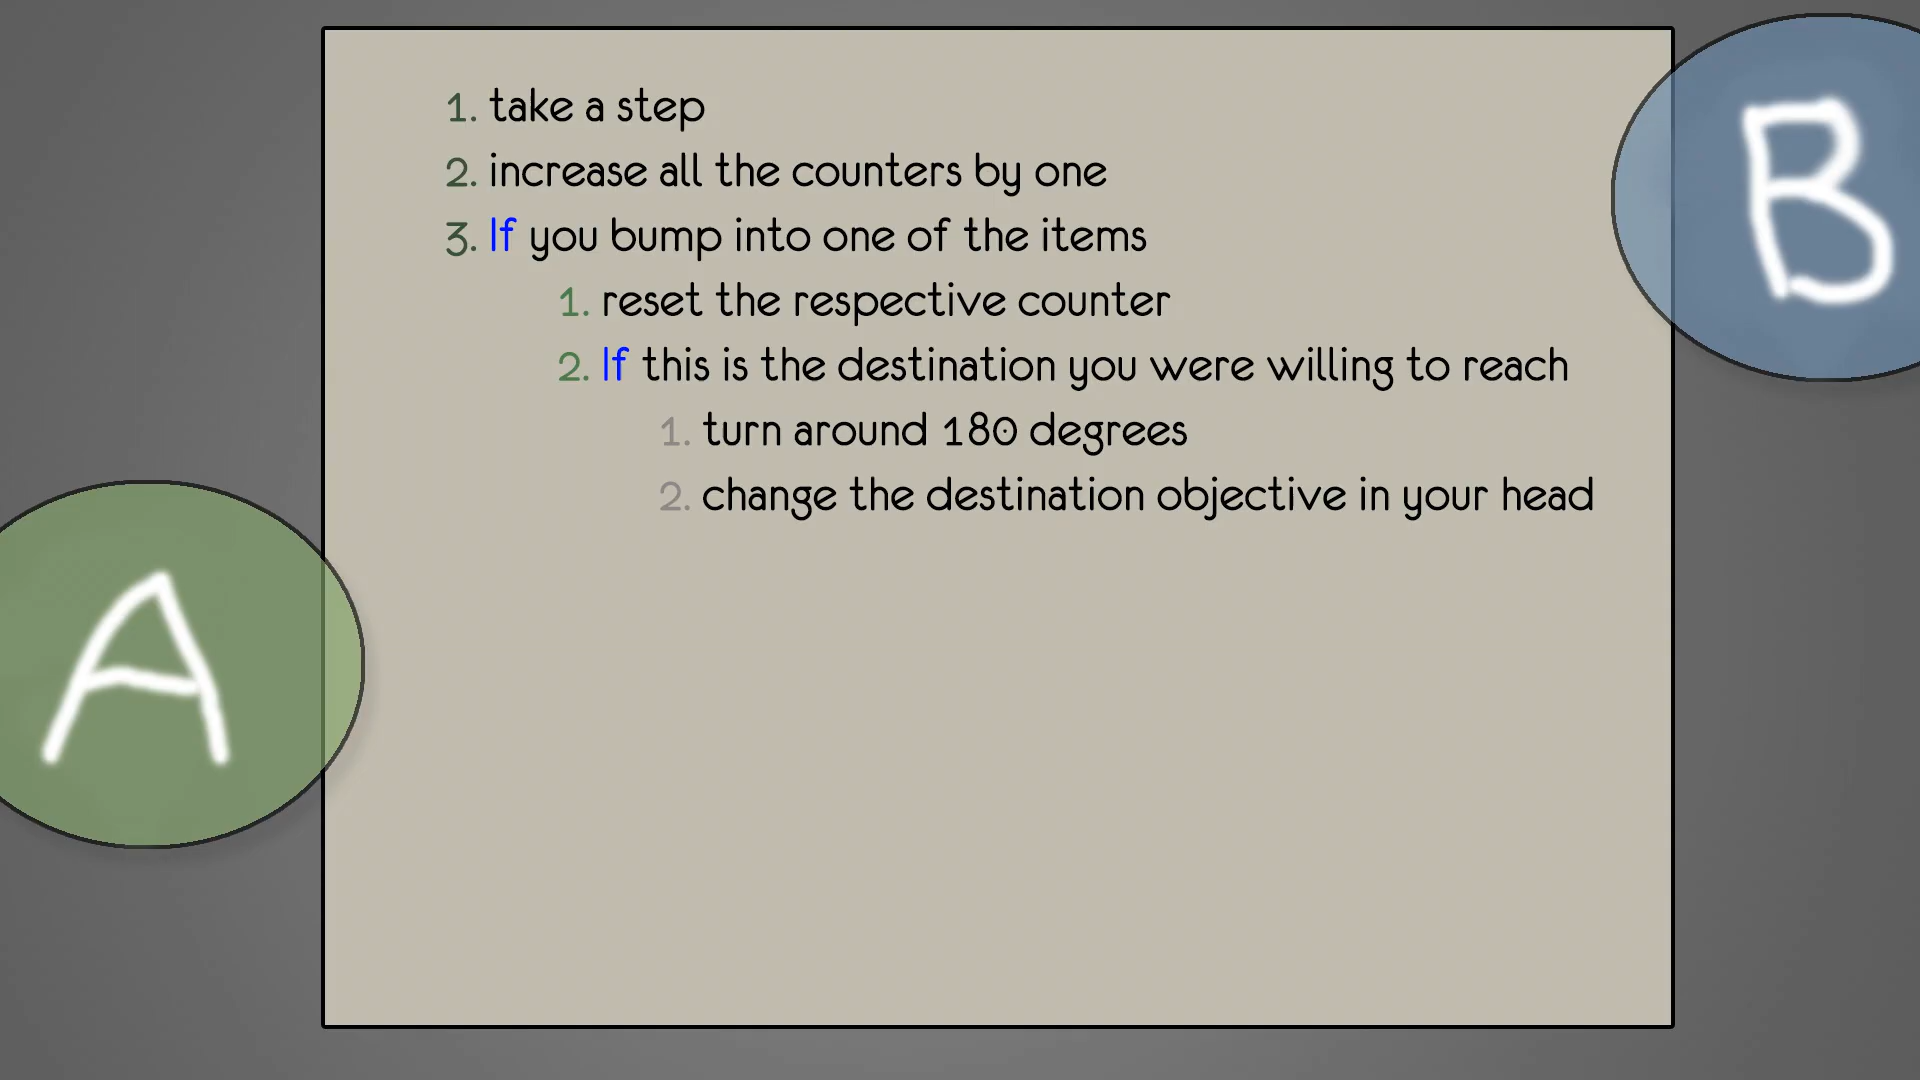 1. take a step
2. increase all the counters by one
3. If you bump into one of the items
1. reset the respective counter
2. If this is the destination you were willing to reach
1. turn around 180 degrees
2. change the destination objective in your head
A
B